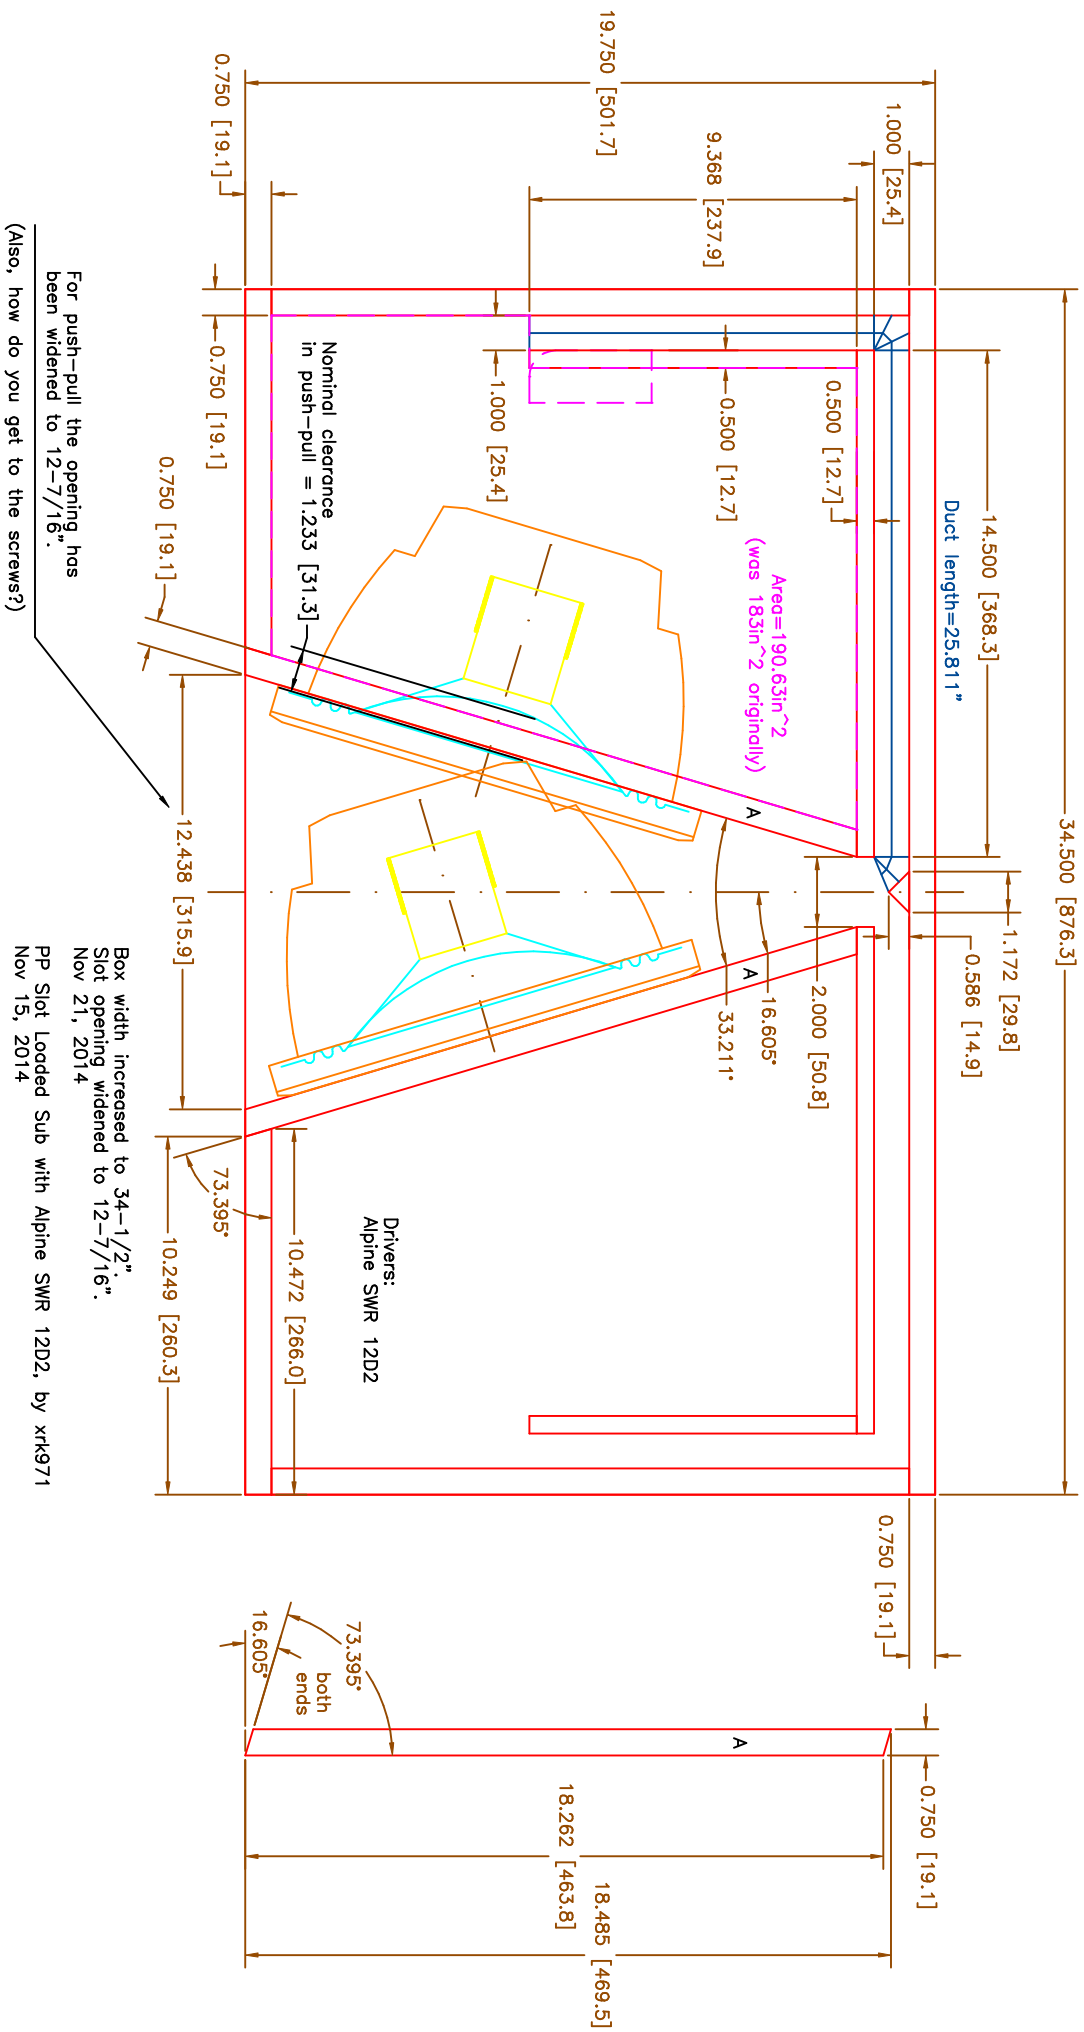 34.500 [876.3]
14.500 [368.3]
1.172 [29.8]
0.586 [14.9]
Duct length=25.811"
19.750 [501.7]
1.000 [25.4]
9.368 [237.9]
0.750 [19.1]
0.500 [12.7]
0.500 [12.7]
Area=190.63in^2
(was 183in^2 originally)
1.000 [25.4]
0.750 [19.1]
Nominal clearance
in push-pull = 1.233 [31.3]
A
A
2.000 [50.8]
16.605°
33.211°
0.750 [19.1]
12.438 [315.9]
73.395°
10.472 [266.0]
10.249 [260.3]
Drivers:
Alpine SWR 12D2
0.750 [19.1]
73.395°
16.605°
both
ends
A
0.750 [19.1]
18.262 [463.8]
18.485 [469.5]
For push-pull the opening has
been widened to 12-7/16".
(Also, how do you get to the screws?)
Box width increased to 34-1/2".
Slot opening widened to 12-7/16".
Nov 21, 2014
PP Slot Loaded Sub with Alpine SWR 12D2, by xrk971
Nov 15, 2014